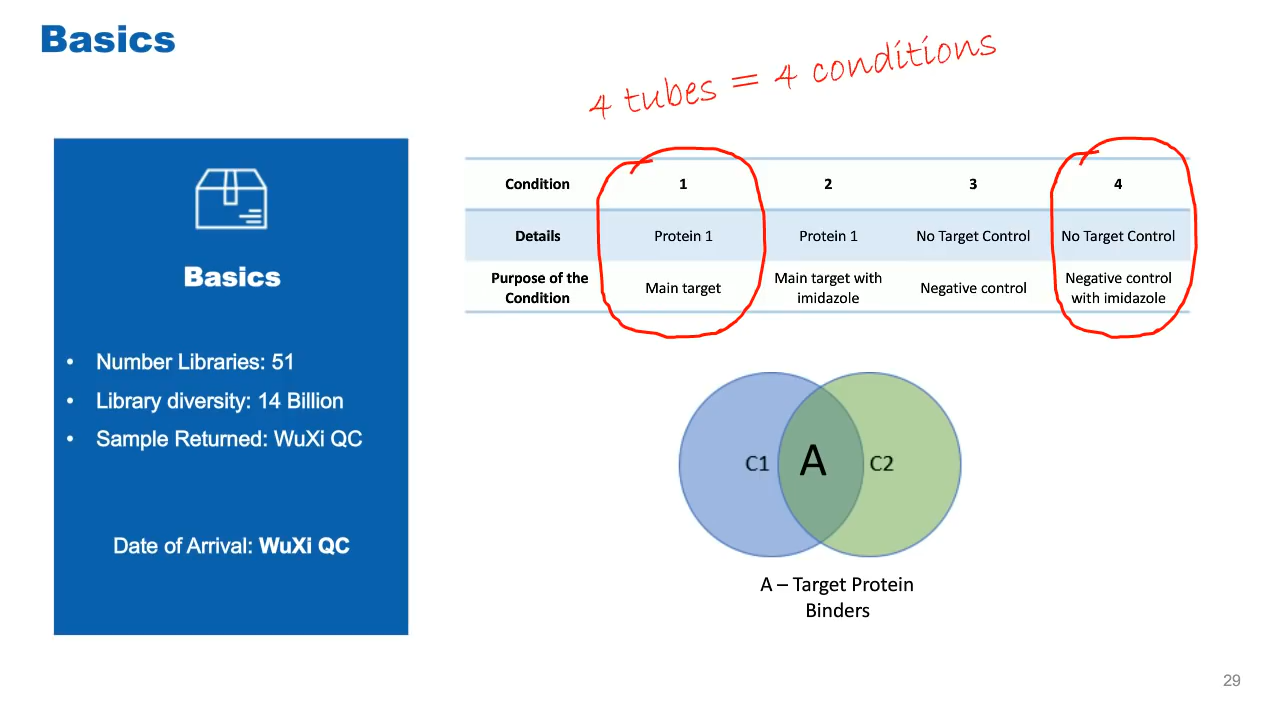 Basics
4 tubes = 4 conditions
Basics
• Number Libraries: 51
• Library diversity: 14 Billion
• Sample Returned: WuXi QC
Date of Arrival: WuXi QC
Condition 1 2 3 4
Details Protein 1 Protein 1 No Target Control No Target Control
Purpose of the Condition Main target Main target with imidazole Negative control Negative control with imidazole
C1 A C2
A – Target Protein
Binders
29